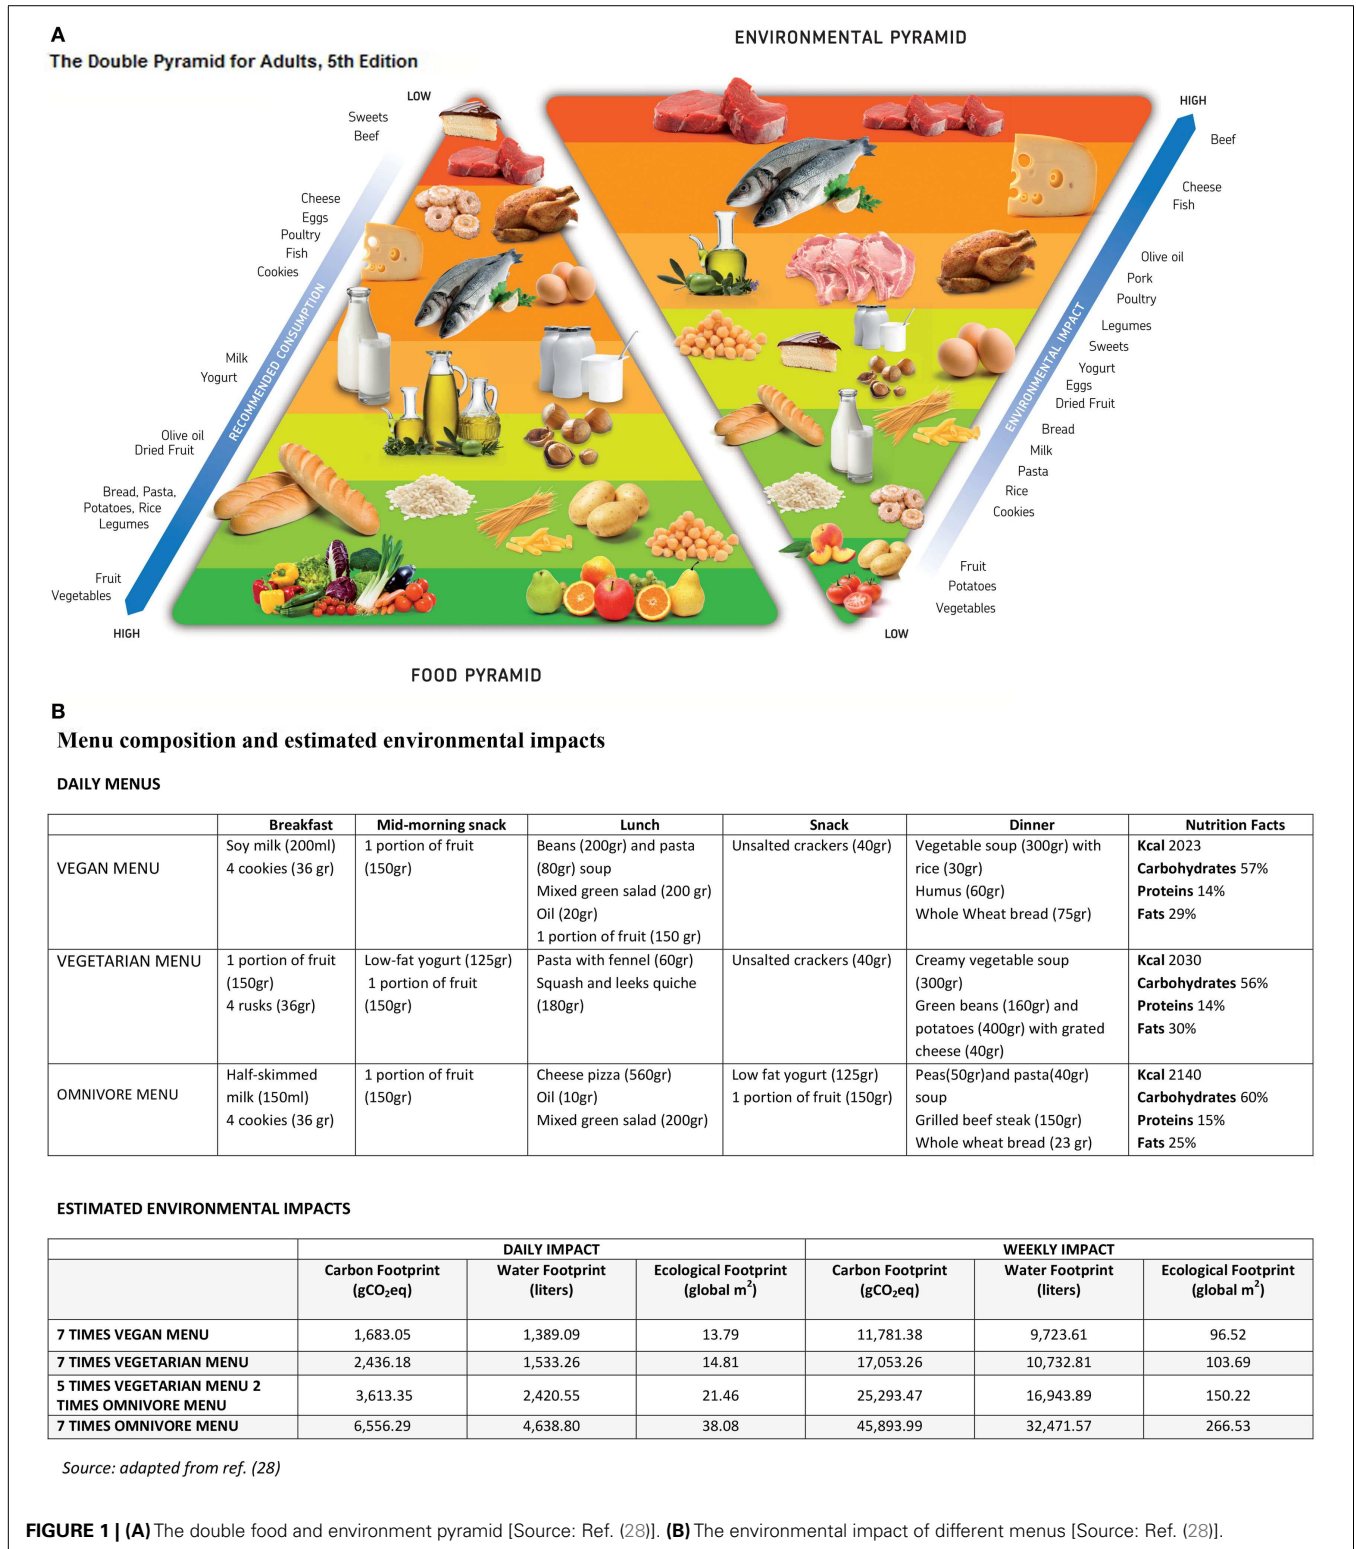 A
The Double Pyramid for Adults, 5th Edition
ENVIRONMENTAL PYRAMID
LOW
Sweets
Beef
Cheese
Eggs
Poultry
Fish
Cookies
Milk
Yogurt
Olive oil
Dried Fruit
Bread, Pasta,
Potatoes, Rice
Legumes
Fruit
Vegetables
HIGH
RECOMMENDED CONSUMPTION
FOOD PYRAMID
HIGH
Beef
Cheese
Fish
Olive oil
Pork
Poultry
Legumes
Sweets
Yogurt
Eggs
Dried Fruit
Bread
Milk
Pasta
Rice
Cookies
Fruit
Potatoes
Vegetables
LOW
ENVIRONMENTAL IMPACT
B
Menu composition and estimated environmental impacts
DAILY MENUS
Breakfast Mid-morning snack Lunch Snack Dinner Nutrition Facts
VEGAN MENU
Soy milk (200ml)
4 cookies (36 gr)
1 portion of fruit
(150gr)
Beans (200gr) and pasta
(80gr) soup
Mixed green salad (200 gr)
Oil (20gr)
1 portion of fruit (150 gr)
Unsalted crackers (40gr)
Vegetable soup (300gr) with
rice (30gr)
Humus (60gr)
Whole Wheat bread (75gr)
Kcal 2023
Carbohydrates 57%
Proteins 14%
Fats 29%
VEGETARIAN MENU
1 portion of fruit
(150gr)
4 rusks (36gr)
Low-fat yogurt (125gr)
1 portion of fruit
(150gr)
Pasta with fennel (60gr)
Squash and leeks quiche
(180gr)
Unsalted crackers (40gr)
Creamy vegetable soup
(300gr)
Green beans (160gr) and
potatoes (400gr) with grated
cheese (40gr)
Kcal 2030
Carbohydrates 56%
Proteins 14%
Fats 30%
OMNIVORE MENU
Half-skimmed
milk (150ml)
4 cookies (36 gr)
1 portion of fruit
(150gr)
Cheese pizza (560gr)
Oil (10gr)
Mixed green salad (200gr)
Low fat yogurt (125gr)
1 portion of fruit (150gr)
Peas(50gr)and pasta(40gr)
soup
Grilled beef steak (150gr)
Whole wheat bread (23 gr)
Kcal 2140
Carbohydrates 60%
Proteins 15%
Fats 25%
ESTIMATED ENVIRONMENTAL IMPACTS
DAILY IMPACT WEEKLY IMPACT
Carbon Footprint Water Footprint Ecological Footprint Carbon Footprint Water Footprint Ecological Footprint
(gCO₂eq) (liters) (global m²) (gCO₂eq) (liters) (global m²)
7 TIMES VEGAN MENU 1,683.05 1,389.09 13.79 11,781.38 9,723.61 96.52
7 TIMES VEGETARIAN MENU 2,436.18 1,533.26 14.81 17,053.26 10,732.81 103.69
5 TIMES VEGETARIAN MENU 2
TIMES OMNIVORE MENU 3,613.35 2,420.55 21.46 25,293.47 16,943.89 150.22
7 TIMES OMNIVORE MENU 6,556.29 4,638.80 38.08 45,893.99 32,471.57 266.53
Source: adapted from ref. (28)
FIGURE 1 | (A) The double food and environment pyramid [Source: Ref. (28)]. (B) The environmental impact of different menus [Source: Ref. (28)].